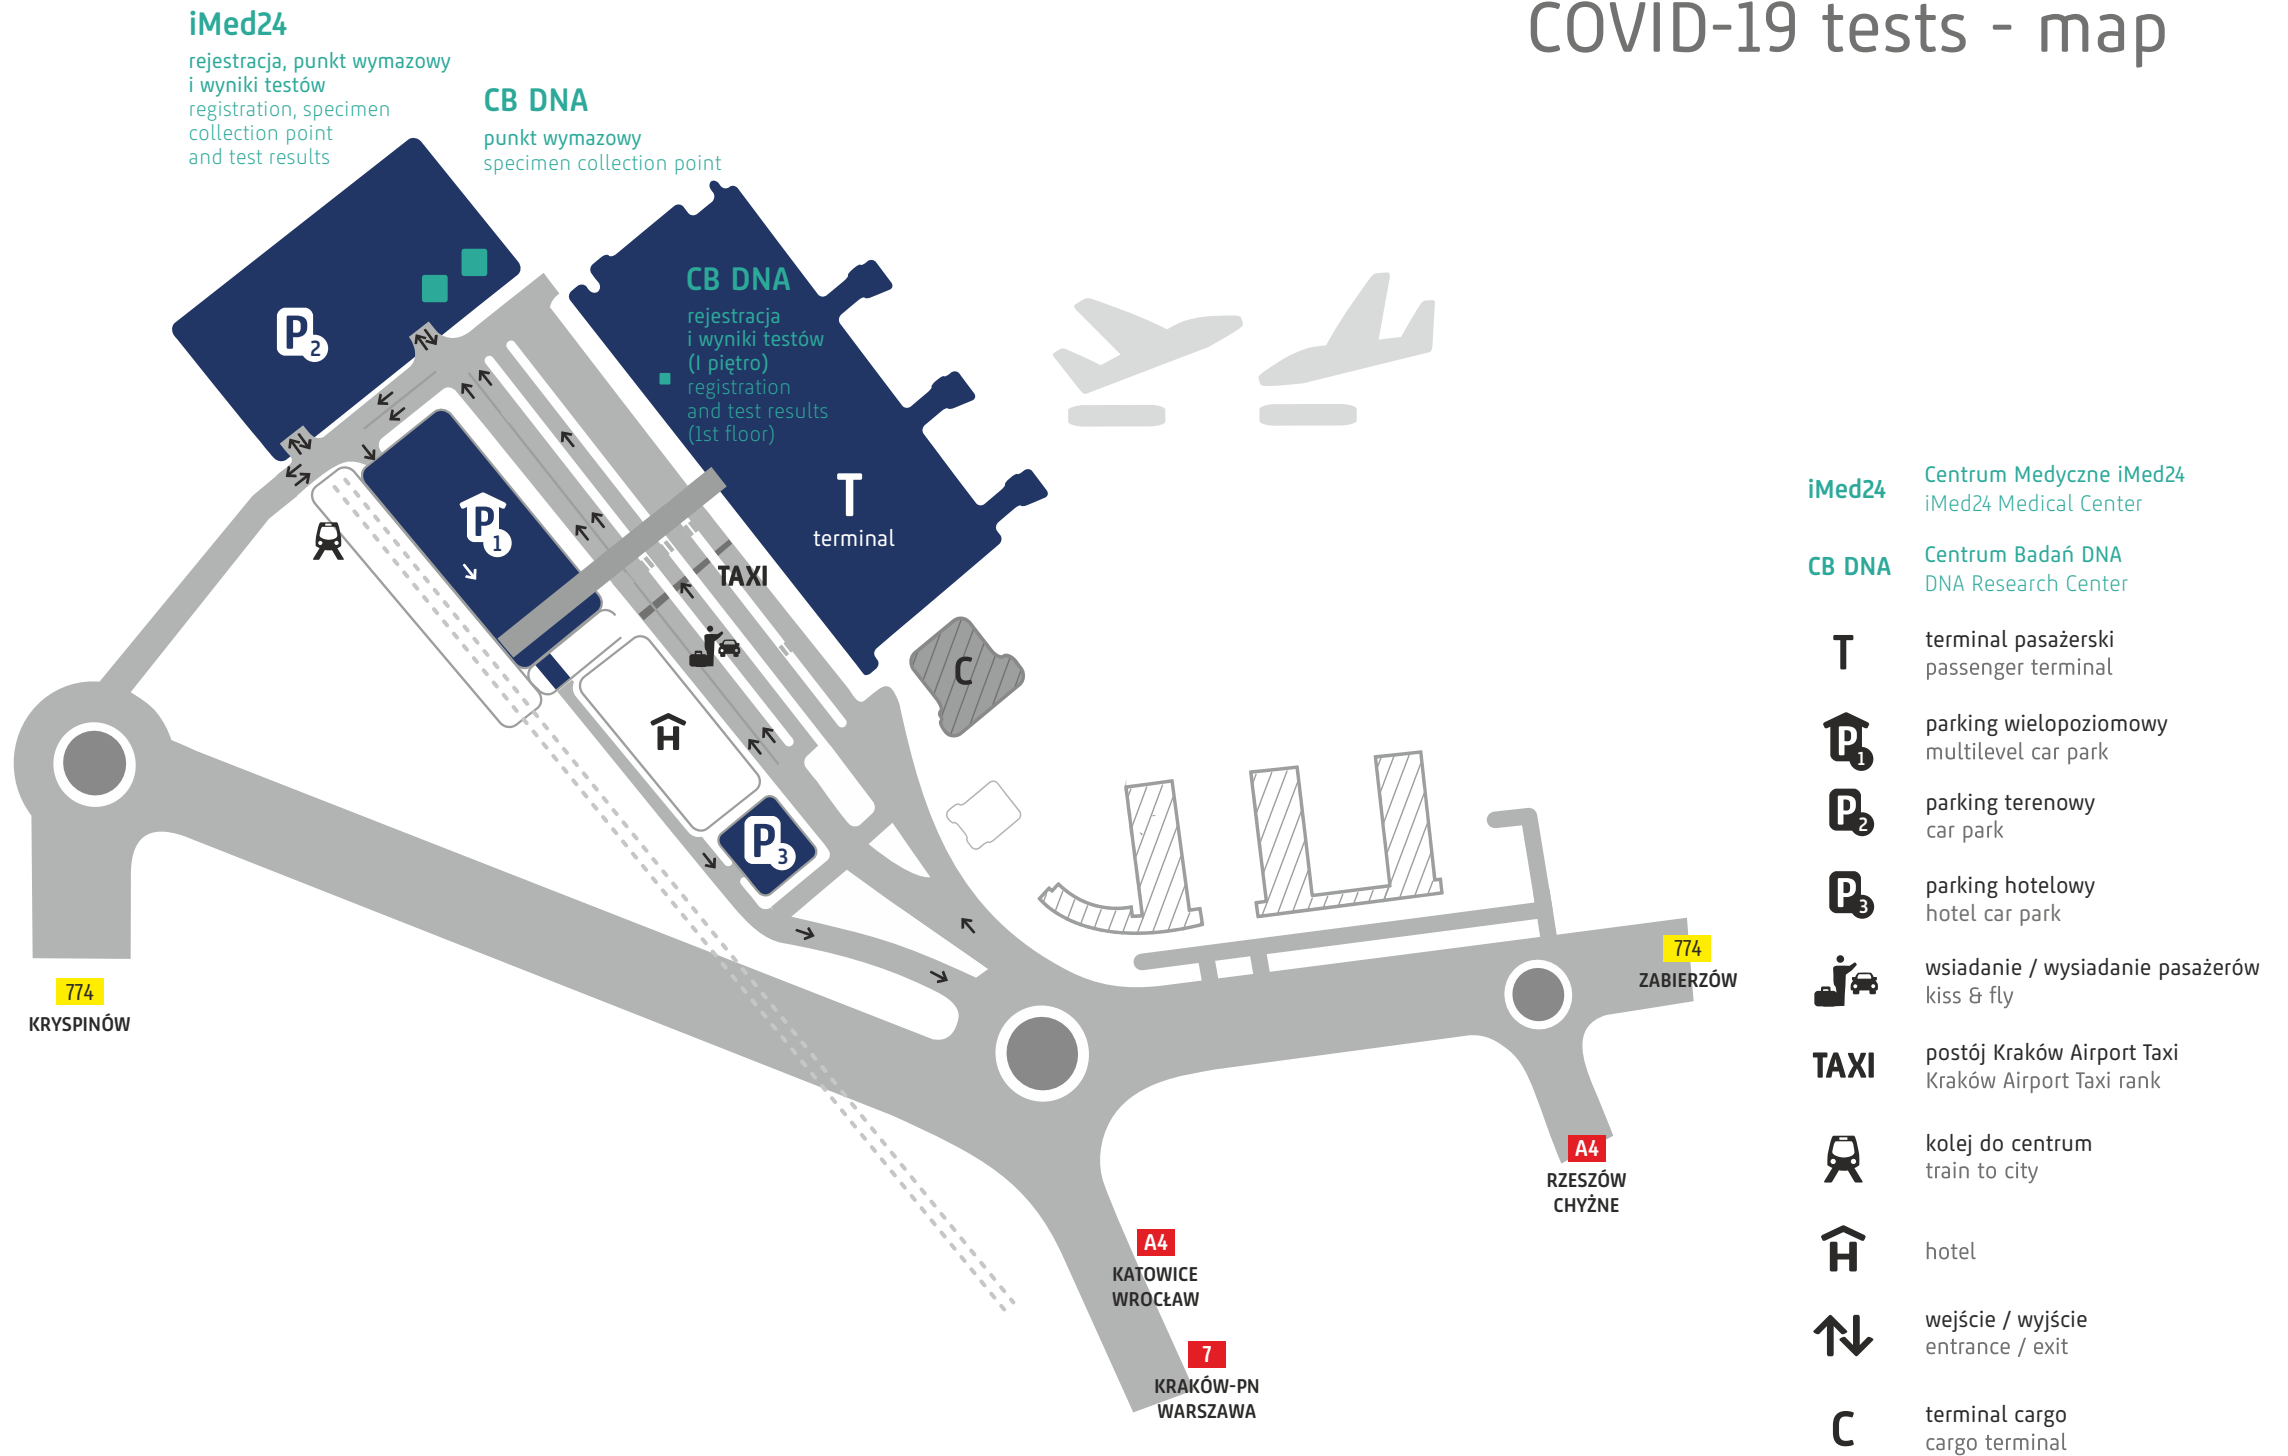 COVID-19 tests - map
iMed24
rejestracja, punkt wymazowy
i wyniki testów
registration, specimen
collection point
and test results
CB DNA
punkt wymazowy
specimen collection point
CB DNA
rejestracja
i wyniki testów
(I piętro)
registration
and test results
(1st floor)
P2
P1
T
terminal
TAXI
C
H
P3
774
KRYSPINÓW
774
ZABIERZÓW
A4
RZESZÓW
CHYŻNE
A4
KATOWICE
WROCŁAW
7
KRAKÓW-PN
WARSZAWA
iMed24
Centrum Medyczne iMed24
iMed24 Medical Center
CB DNA
Centrum Badań DNA
DNA Research Center
T
terminal pasażerski
passenger terminal
P1
parking wielopoziomowy
multilevel car park
P2
parking terenowy
car park
P3
parking hotelowy
hotel car park
wsiadanie / wysiadanie pasażerów
kiss & fly
TAXI
postój Kraków Airport Taxi
Kraków Airport Taxi rank
kolej do centrum
train to city
H
hotel
wejście / wyjście
entrance / exit
C
terminal cargo
cargo terminal